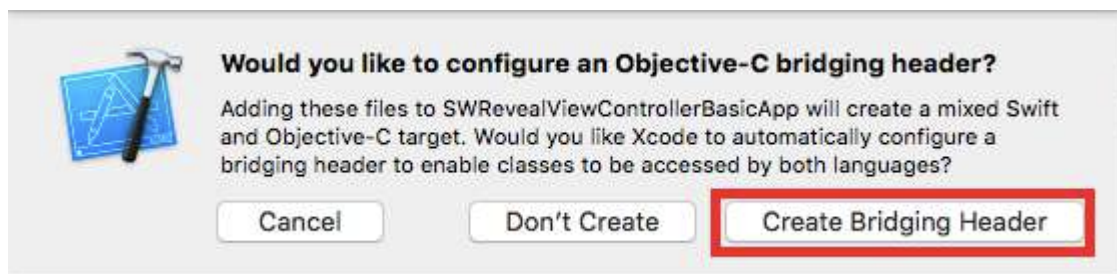 Would you like to configure an Objective-C bridging header?
Adding these files to SWRevealViewControllerBasicApp will create a mixed Swift
and Objective-C target. Would you like Xcode to automatically configure a
bridging header to enable classes to be accessed by both languages?
Cancel Don't Create Create Bridging Header